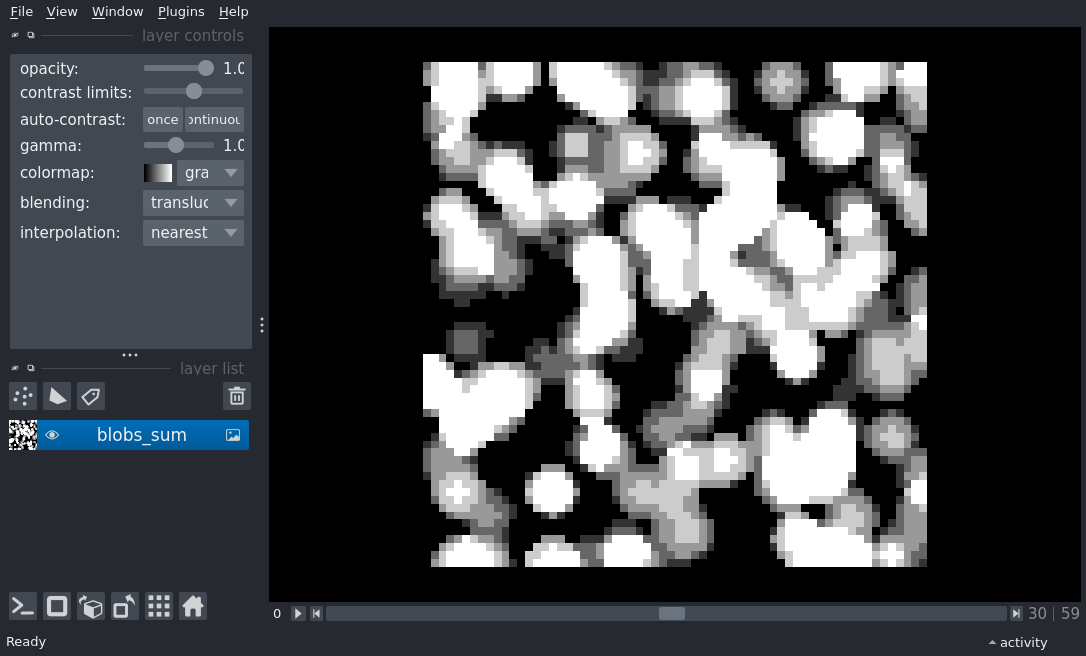 File View Window Plugins Help
layer controls
opacity: 1.0
contrast limits:
auto-contrast: once ontinuou
gamma: 1.0
colormap: gra
blending: transluc
interpolation: nearest
layer list
blobs_sum
0 30 | 59
Ready activity